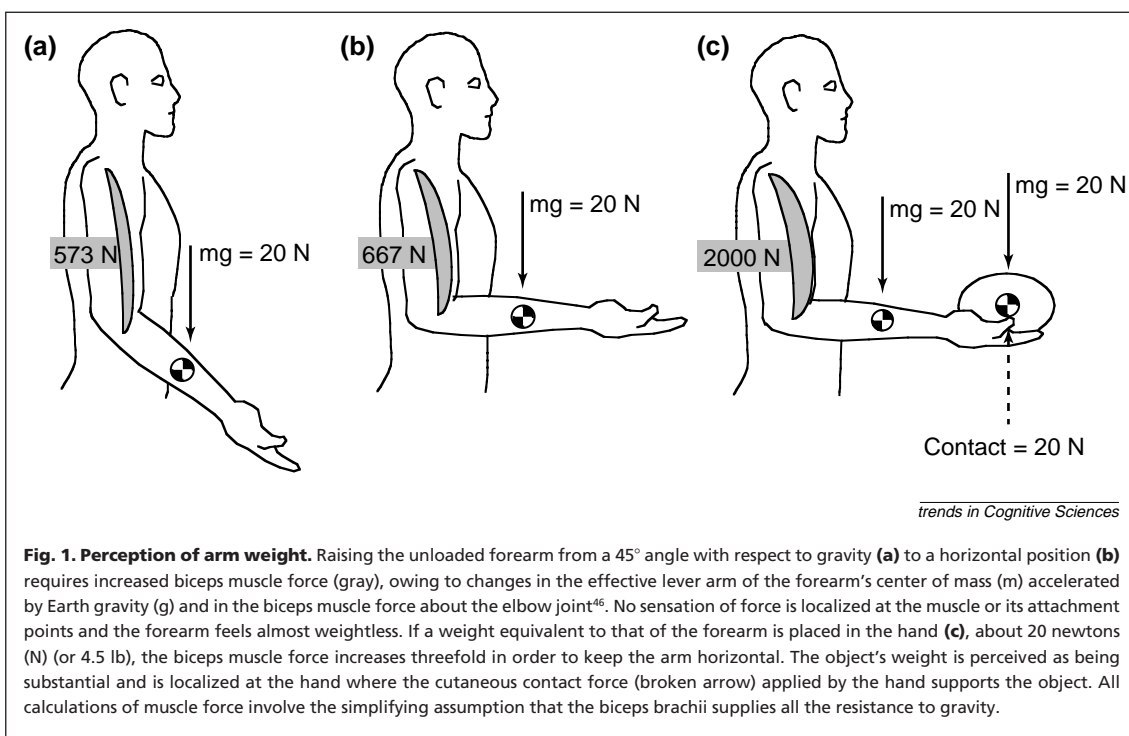 (a)
(b)
(c)
573 N
mg = 20 N
667 N
mg = 20 N
2000 N
mg = 20 N
mg = 20 N
Contact = 20 N
trends in Cognitive Sciences
Fig. 1. Perception of arm weight. Raising the unloaded forearm from a 45° angle with respect to gravity (a) to a horizontal position (b)
requires increased biceps muscle force (gray), owing to changes in the effective lever arm of the forearm's center of mass (m) accelerated
by Earth gravity (g) and in the biceps muscle force about the elbow joint⁴⁶. No sensation of force is localized at the muscle or its attachment
points and the forearm feels almost weightless. If a weight equivalent to that of the forearm is placed in the hand (c), about 20 newtons
(N) (or 4.5 lb), the biceps muscle force increases threefold in order to keep the arm horizontal. The object's weight is perceived as being
substantial and is localized at the hand where the cutaneous contact force (broken arrow) applied by the hand supports the object. All
calculations of muscle force involve the simplifying assumption that the biceps brachii supplies all the resistance to gravity.